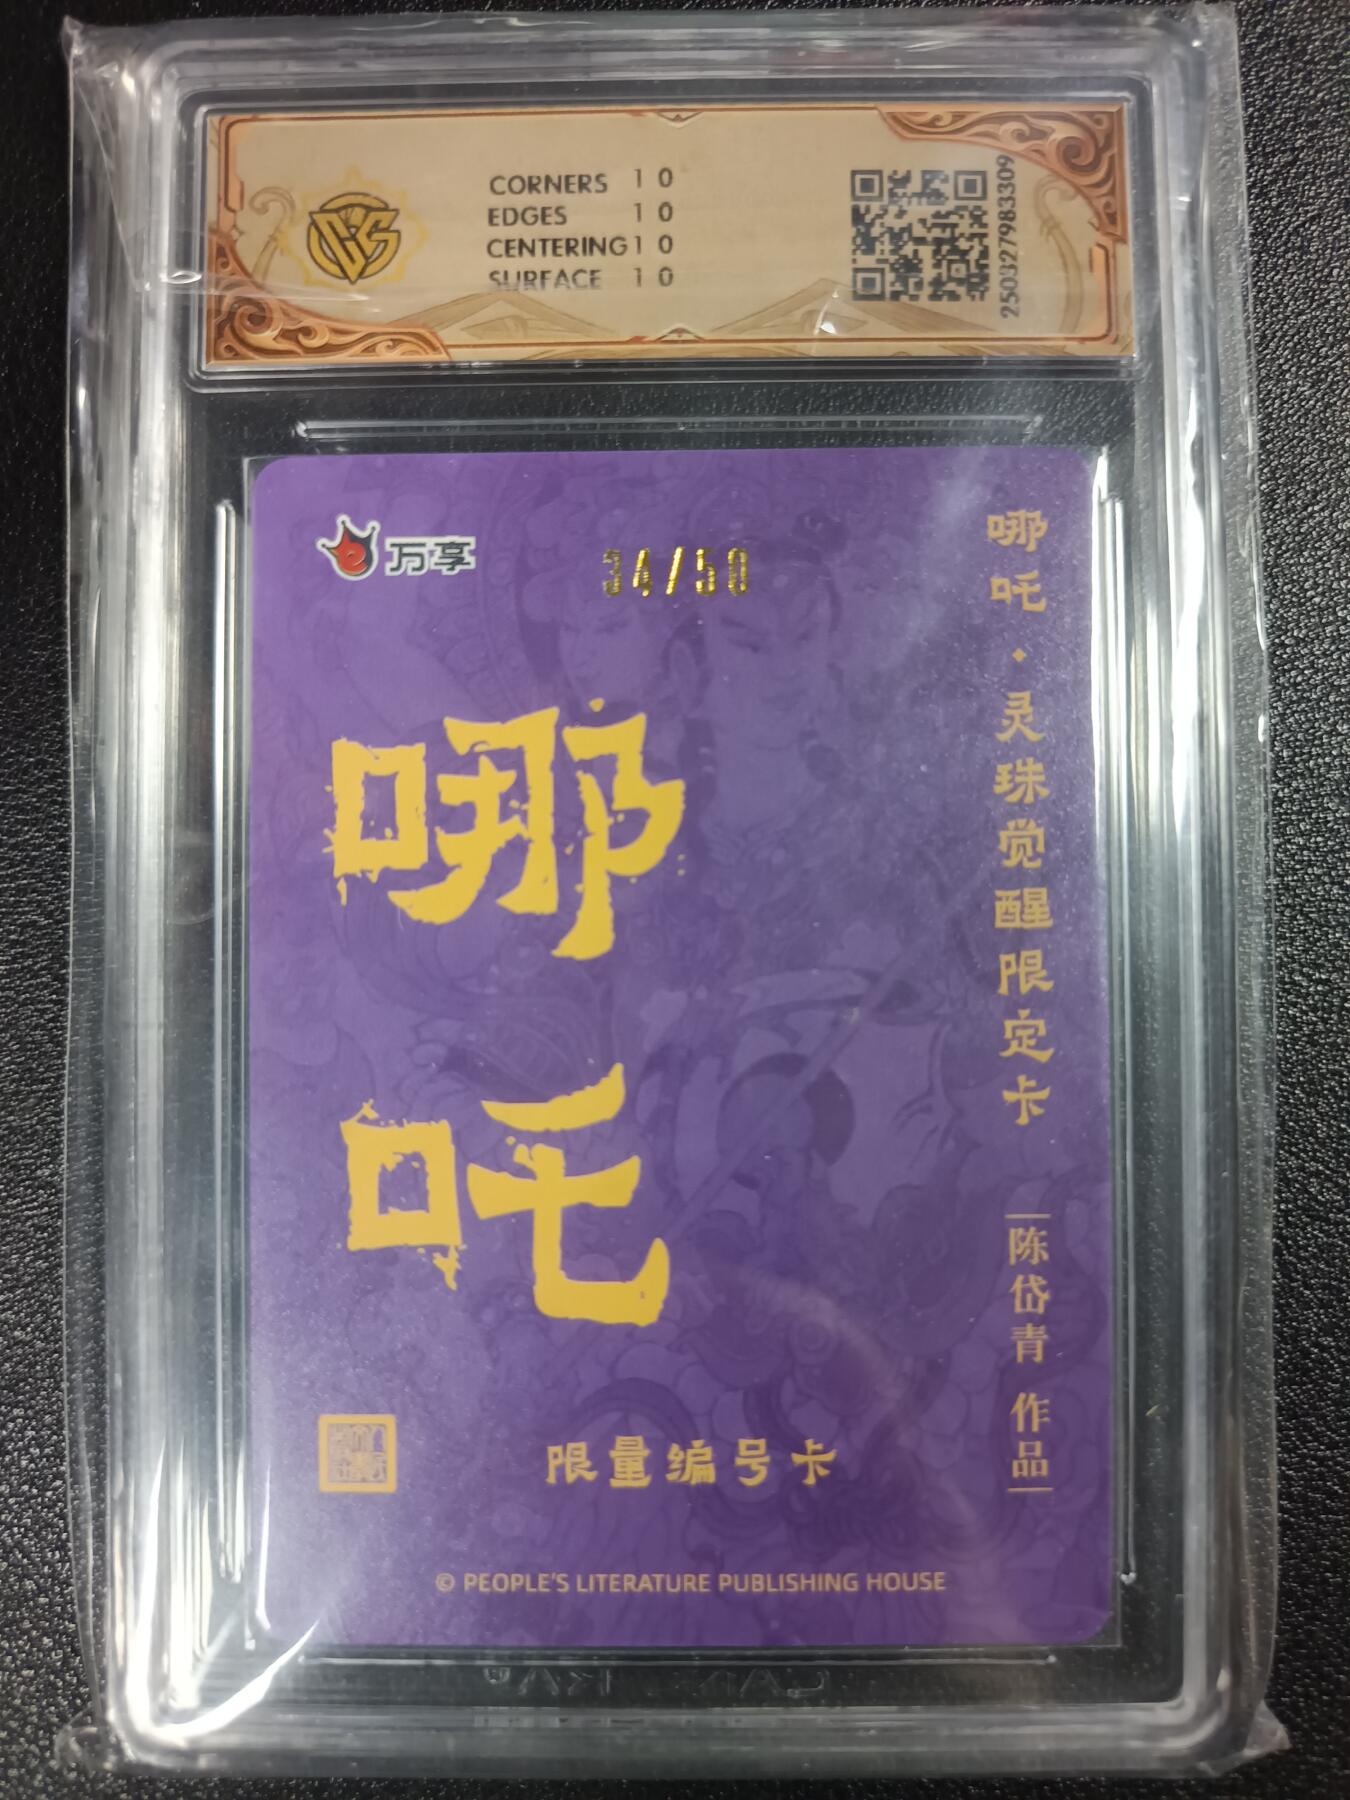 CORNERS 10
EDGES 10
CENTERING 10
SURFACE 10
250327983309
万享
34/50
哪吒
哪吒·灵珠觉醒限定卡
陈岱青 作品
限量编号卡
© PEOPLE'S LITERATURE PUBLISHING HOUSE